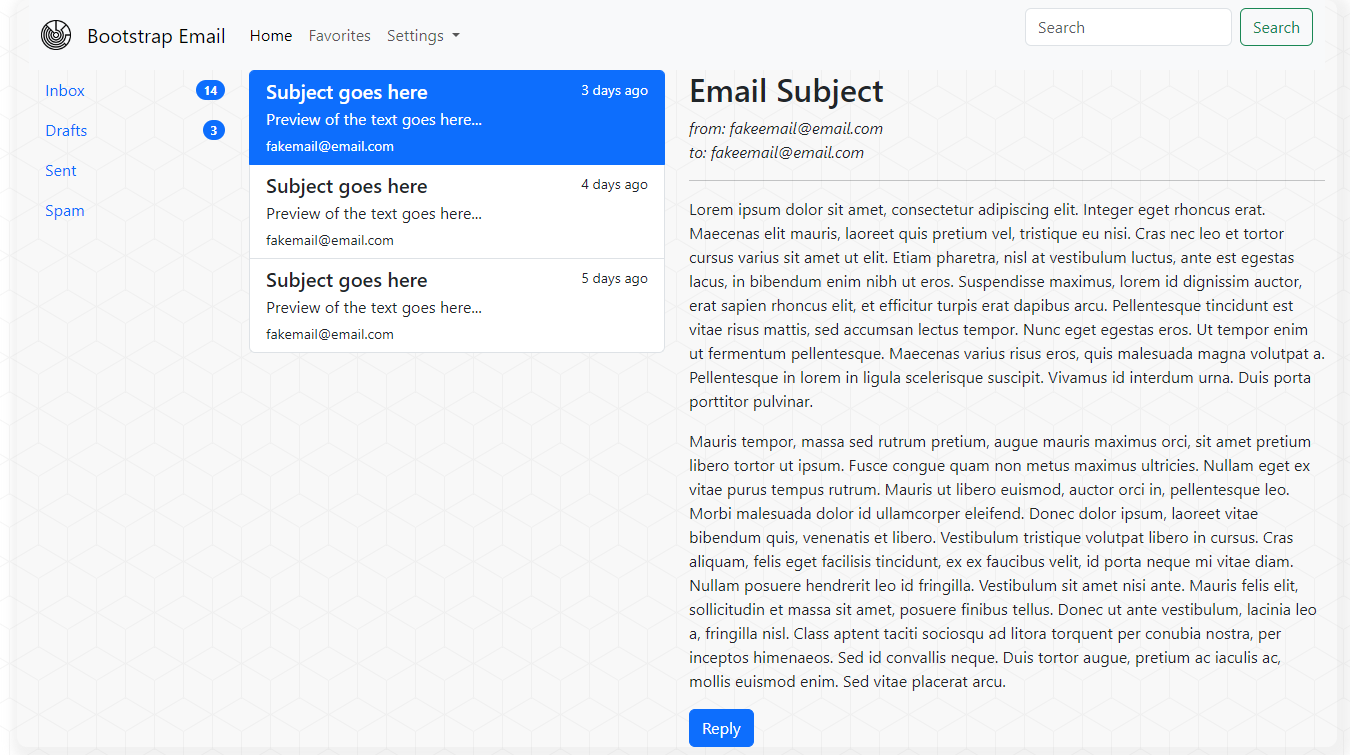 Bootstrap Email
Home Favorites Settings
Search
Search
Inbox 14
Drafts 3
Sent
Spam
Subject goes here 3 days ago
Preview of the text goes here...
fakemail@email.com
Subject goes here 4 days ago
Preview of the text goes here...
fakemail@email.com
Subject goes here 5 days ago
Preview of the text goes here...
fakemail@email.com
Email Subject
from: fakeemail@email.com
to: fakeemail@email.com
Lorem ipsum dolor sit amet, consectetur adipiscing elit. Integer eget rhoncus erat.
Maecenas elit mauris, laoreet quis pretium vel, tristique eu nisi. Cras nec leo et tortor
cursus varius sit amet ut elit. Etiam pharetra, nisl at vestibulum luctus, ante est egestas
lacus, in bibendum enim nibh ut eros. Suspendisse maximus, lorem id dignissim auctor,
erat sapien rhoncus elit, et efficitur turpis erat dapibus arcu. Pellentesque tincidunt est
vitae risus mattis, sed accumsan lectus tempor. Nunc eget egestas eros. Ut tempor enim
ut fermentum pellentesque. Maecenas varius risus eros, quis malesuada magna volutpat a.
Pellentesque in lorem in ligula scelerisque suscipit. Vivamus id interdum urna. Duis porta
porttitor pulvinar.
Mauris tempor, massa sed rutrum pretium, augue mauris maximus orci, sit amet pretium
libero tortor ut ipsum. Fusce congue quam non metus maximus ultricies. Nullam eget ex
vitae purus tempus rutrum. Mauris ut libero euismod, auctor orci in, pellentesque leo.
Morbi malesuada dolor id ullamcorper eleifend. Donec dolor ipsum, laoreet vitae
bibendum quis, venenatis et libero. Vestibulum tristique volutpat libero in cursus. Cras
aliquam, felis eget facilisis tincidunt, ex ex faucibus velit, id porta neque mi vitae diam.
Nullam posuere hendrerit leo id fringilla. Vestibulum sit amet nisi ante. Mauris felis elit,
sollicitudin et massa sit amet, posuere finibus tellus. Donec ut ante vestibulum, lacinia leo
a, fringilla nisl. Class aptent taciti sociosqu ad litora torquent per conubia nostra, per
inceptos himenaeos. Sed id convallis neque. Duis tortor augue, pretium ac iaculis ac,
mollis euismod enim. Sed vitae placerat arcu.
Reply